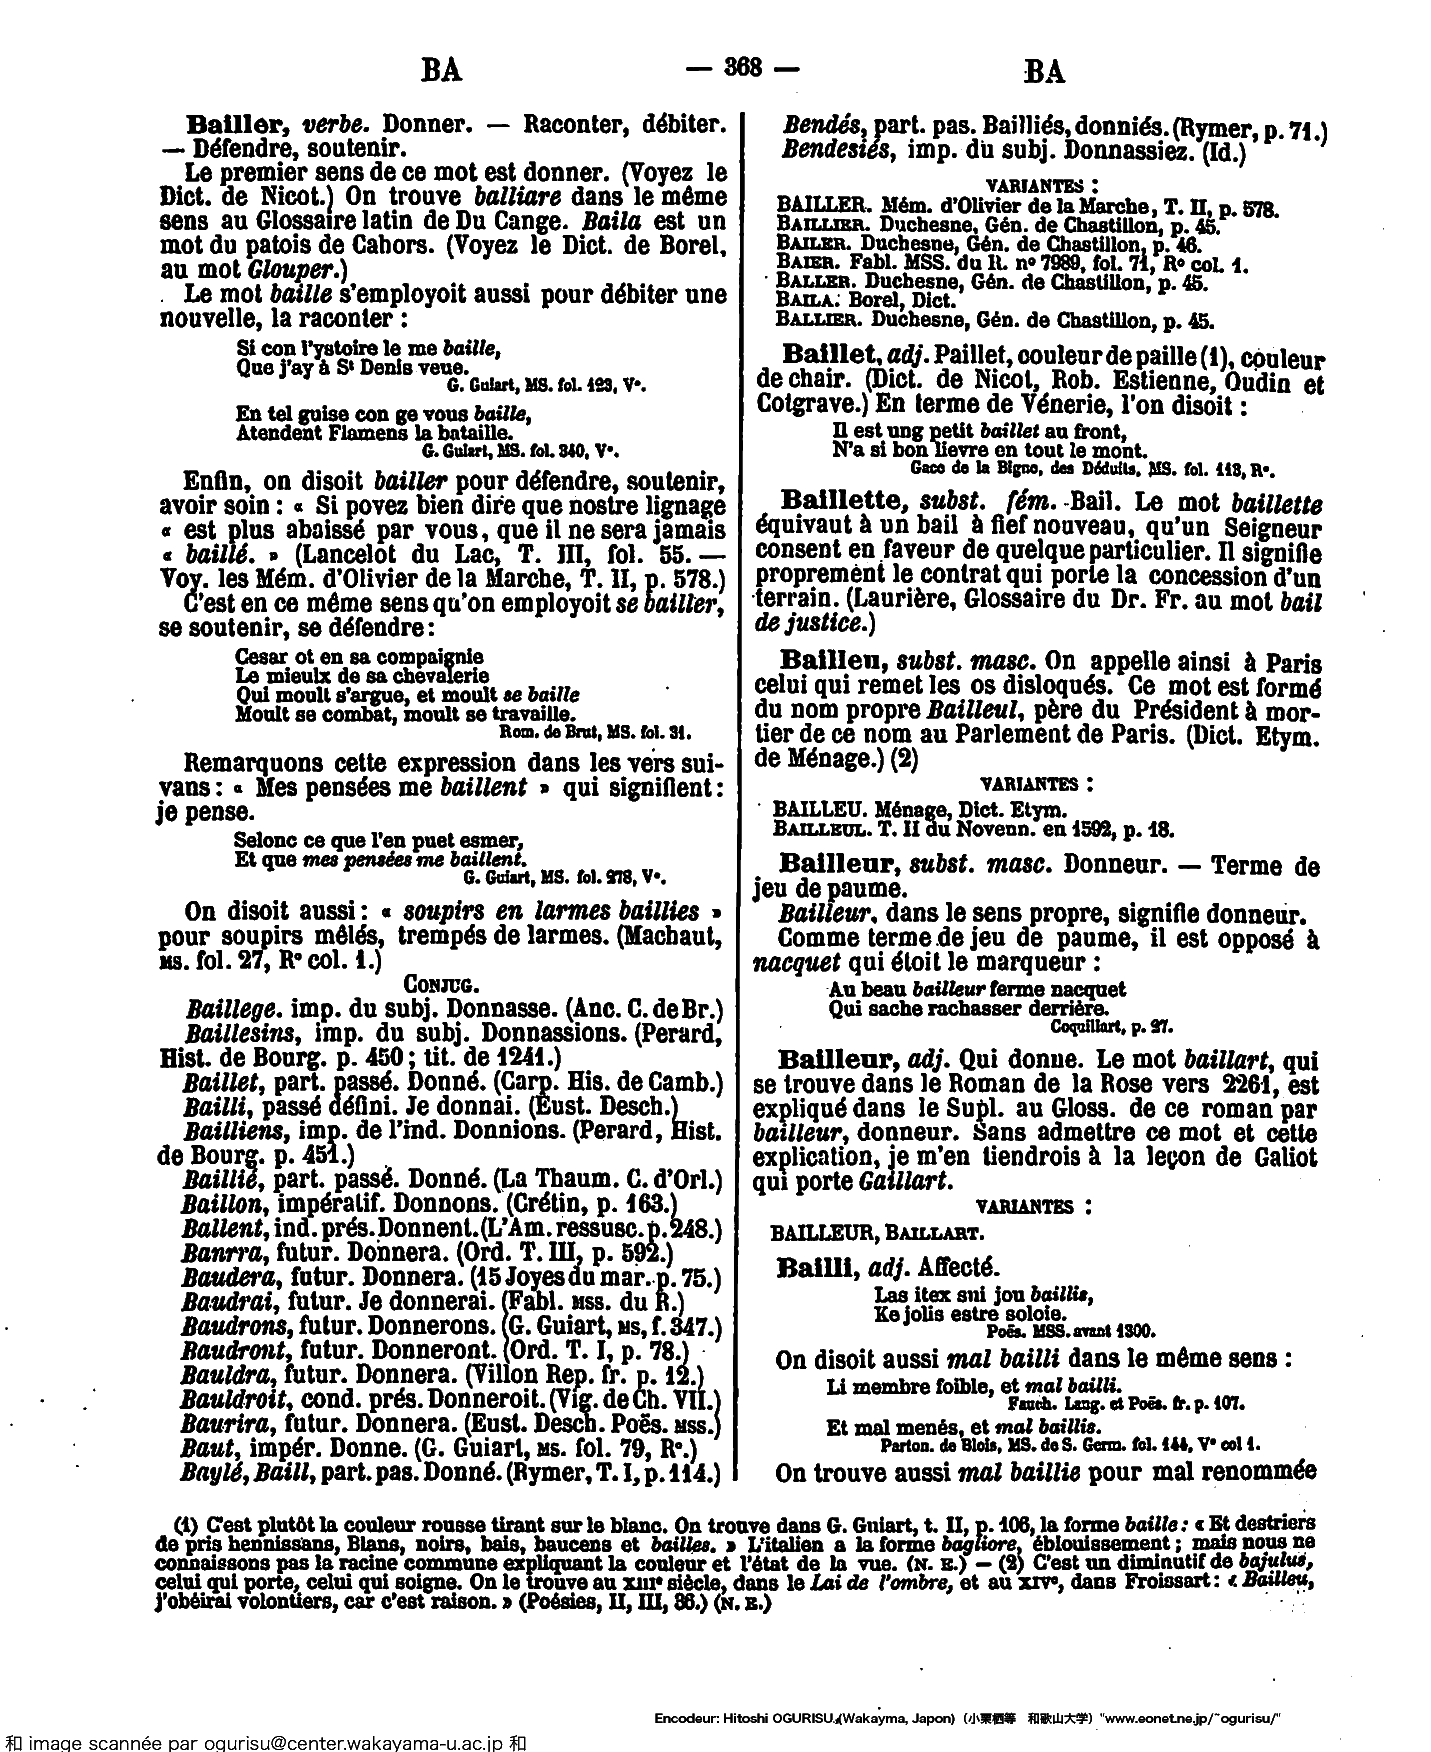 BA — 368 — BA
Bailler, verbe. Donner. — Raconter, débiter.
— Défendre, soutenir.
Le premier sens de ce mot est donner. (Voyez le
Dict. de Nicot.) On trouve balliare dans le même
sens au Glossaire latin de Du Cange. Baila est un
mot du patois de Cahors. (Voyez le Dict. de Borel,
au mot Glouper.)
Le mot baille s'employoit aussi pour débiter une
nouvelle, la raconter :
Si con l'ystoire le me baille,
Que j'ay à St Denis veue.
G. Guiart, MS. fol. 123, Vº.
En tel guise con ge vous baille,
Atendent Flamens la bataille.
G. Guiart, MS. fol. 340, Vº.
Enfin, on disoit bailler pour défendre, soutenir,
avoir soin : « Si povez bien dire que nostre lignage
« est plus abaissé par vous, que il ne sera jamais
« baillé. » (Lancelot du Lac, T. III, fol. 55. —
Voy. les Mém. d'Olivier de la Marche, T. II, p. 578.)
C'est en ce même sens qu'on employoit se bailler,
se soutenir, se défendre :
Cesar ot en sa compaignie
Le mieulx de sa chevalerie
Qui moult s'argue, et moult se baille
Moult se combat, moult se travaille.
Rom. de Brut, MS. fol. 31.
Remarquons cette expression dans les vers sui-
vans : « Mes pensées me baillent » qui signifient :
je pense.
Selonc ce que l'en puet esmer,
Et que mes pensées me baillent.
G. Guiart, MS. fol. 278, Vº.
On disoit aussi : « soupirs en larmes baillies »
pour soupirs mêlés, trempés de larmes. (Machaut,
MS. fol. 27, Rº col. 1.)
CONJUG.
Baillege. imp. du subj. Donnasse. (Anc. C. de Br.)
Baillesins, imp. du subj. Donnassions. (Perard,
Hist. de Bourg. p. 450 ; tit. de 1241.)
Baillet, part. passé. Donné. (Carp. His. de Camb.)
Bailli, passé défini. Je donnai. (Eust. Desch.)
Bailliens, imp. de l'ind. Donnions. (Perard, Hist.
de Bourg. p. 451.)
Baillié, part. passé. Donné. (La Thaum. C. d'Orl.)
Baillon, impératif. Donnons. (Crétin, p. 163.)
Ballent, ind. prés. Donnent. (L'Am. ressusc. p. 248.)
Banrra, futur. Donnera. (Ord. T. III, p. 592.)
Baudera, futur. Donnera. (15 Joyes du mar. p. 75.)
Baudrai, futur. Je donnerai. (Fabl. MSS. du R.)
Baudrons, futur. Donnerons. (G. Guiart, MS, f. 347.)
Baudront, futur. Donneront. (Ord. T. I, p. 78.)
Bauldra, futur. Donnera. (Villon Rep. fr. p. 12.)
Bauldroit, cond. prés. Donneroit. (Vig. de Ch. VII.)
Baurira, futur. Donnera. (Eust. Desch. Poës. MSS.)
Baut, impér. Donne. (G. Guiart, MS. fol. 79, Rº.)
Baylé, Baill, part. pas. Donné. (Rymer, T. I, p. 114.)
Bendés, part. pas. Bailliés, donniés. (Rymer, p. 71.)
Bendesiés, imp. du subj. Donnassiez. (Id.)
VARIANTES :
BAILLER. Mém. d'Olivier de la Marche, T. II, p. 578.
BAILLIER. Duchesne, Gén. de Chastillon, p. 45.
BAILER. Duchesne, Gén. de Chastillon, p. 46.
BAIER. Fabl. MSS. du R. nº 7989, fol. 71, Rº col. 1.
BALLER. Duchesne, Gén. de Chastillon, p. 45.
BAILA. Borel, Dict.
BALLIER. Duchesne, Gén. de Chastillon, p. 45.
Baillet, adj. Paillet, couleur de paille (1), couleur
de chair. (Dict. de Nicot, Rob. Estienne, Oudin et
Cotgrave.) En terme de Vénerie, l'on disoit :
Il est ung petit baillet au front,
N'a si bon lievre en tout le mont.
Gace de la Bigne, des Déduits, MS. fol. 113, Rº.
Baillette, subst. fém. Bail. Le mot baillette
équivaut à un bail à fief nouveau, qu'un Seigneur
consent en faveur de quelque particulier. Il signifie
proprement le contrat qui porte la concession d'un
terrain. (Laurière, Glossaire du Dr. Fr. au mot bail
de justice.)
Bailleu, subst. masc. On appelle ainsi à Paris
celui qui remet les os disloqués. Ce mot est formé
du nom propre Bailleul, père du Président à mor-
tier de ce nom au Parlement de Paris. (Dict. Etym.
de Ménage.) (2)
VARIANTES :
BAILLEU. Ménage, Dict. Etym.
BAILLEUL. T. II du Novenn. en 1592, p. 18.
Bailleur, subst. masc. Donneur. — Terme de
jeu de paume.
Bailleur, dans le sens propre, signifie donneur.
Comme terme de jeu de paume, il est opposé à
nacquet qui étoit le marqueur :
Au beau bailleur ferme nacquet
Qui sache rachasser derrière.
Coquillart, p. 27.
Bailleur, adj. Qui donne. Le mot baillart, qui
se trouve dans le Roman de la Rose vers 2261, est
expliqué dans le Supl. au Gloss. de ce roman par
bailleur, donneur. Sans admettre ce mot et cette
explication, je m'en tiendrois à la leçon de Galiot
qui porte Gaillart.
VARIANTES :
BAILLEUR, BAILLART.
Bailli, adj. Affecté.
Las itex sui jou baillis,
Ke jolis estre soloie.
Poës. MSS. avant 1300.
On disoit aussi mal bailli dans le même sens :
Li membre foible, et mal bailli.
Fauch. Lang. et Poës. fr. p. 107.
Et mal menés, et mal baillis.
Parton. de Blois, MS. de S. Germ. fol. 144, Vº col 1.
On trouve aussi mal baillie pour mal renommée
(1) C'est plutôt la couleur rousse tirant sur le blanc. On trouve dans G. Guiart, t. II, p. 106, la forme baille : « Et destriers
de pris hennissans, Blans, noirs, bais, baucens et bailles. » L'italien a la forme bagliore, éblouissement ; mais nous ne
connaissons pas la racine commune expliquant la couleur et l'état de la vue. (N. E.) — (2) C'est un diminutif de bajulus,
celui qui porte, celui qui soigne. On le trouve au XIIIe siècle, dans le Lai de l'ombre, et au XIVe, dans Froissart : « Bailleu,
j'obéirai volontiers, car c'est raison. » (Poésies, II, III, 36.) (N. E.)
Encodeur: Hitoshi OGURISU,(Wakayma, Japon) (小栗栖等 和歌山大学) "www.eonet.ne.jp/~ogurisu/"
和 image scannée par ogurisu@center.wakayama-u.ac.jp 和